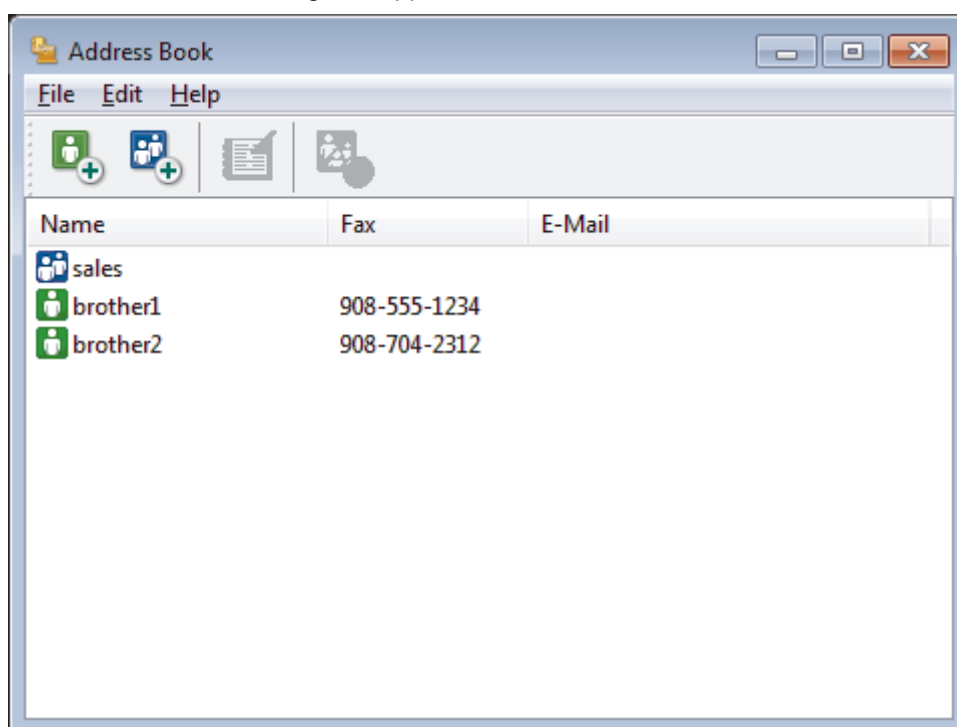 Address Book
File Edit Help
Name Fax E-Mail
sales
brother1 908-555-1234
brother2 908-704-2312